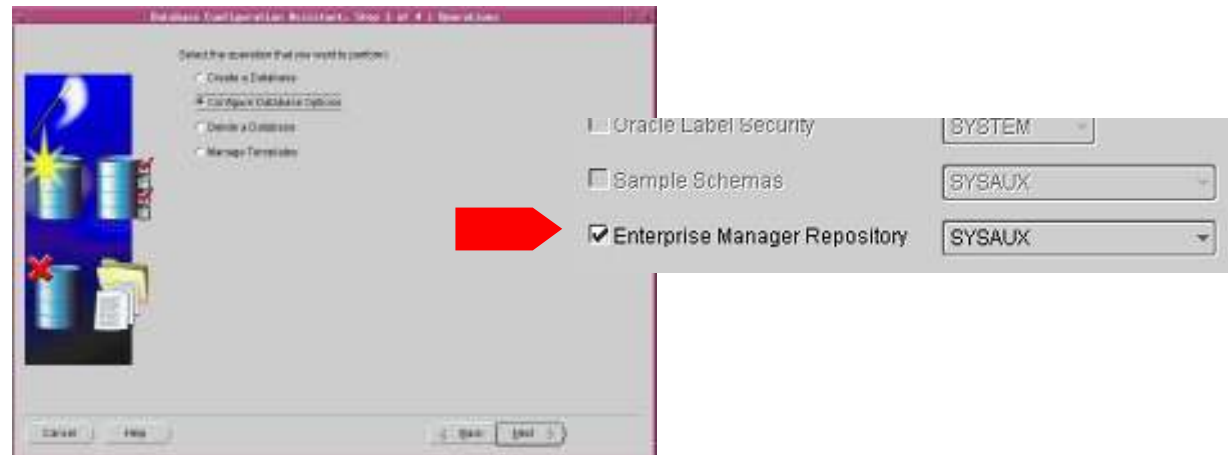 Database Configuration Assistant, Step 1 of 4 : Operations
Select the operation that you want to perform:
Create a Database
Configure Database Options
Delete a Database
Manage Templates
Oracle Label Security
SYSTEM
Sample Schemas
SYSAUX
Enterprise Manager Repository
SYSAUX
Cancel
Help
Back
Next